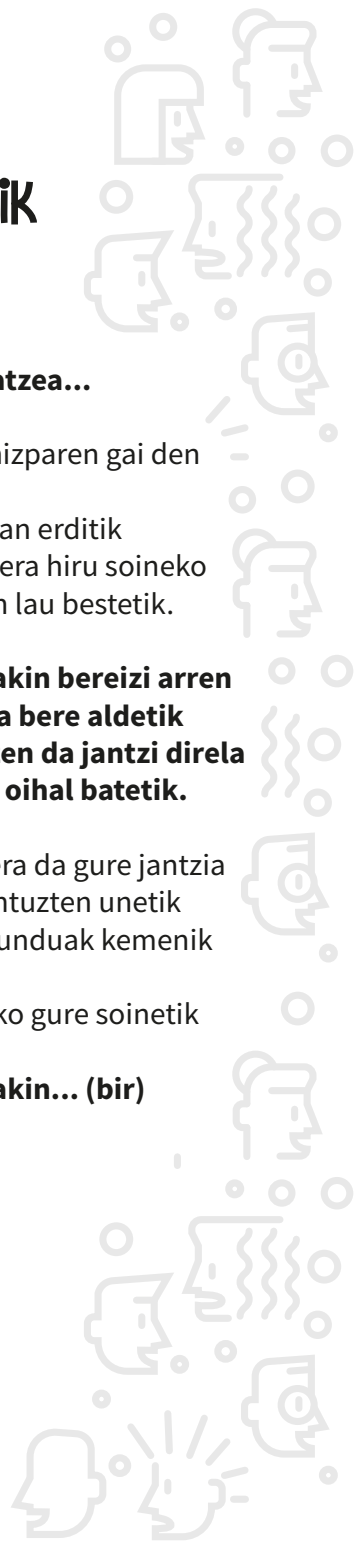 ik
ntzea...
izparen gai den
an erditik
era hiru soineko
n lau bestetik.
akin bereizi arren
a bere aldetik
en da jantzi direla
oihal batetik.
era da gure jantzia
ntuzten unetik
unduak kemenik
ko gure soinetik
akin... (bir)